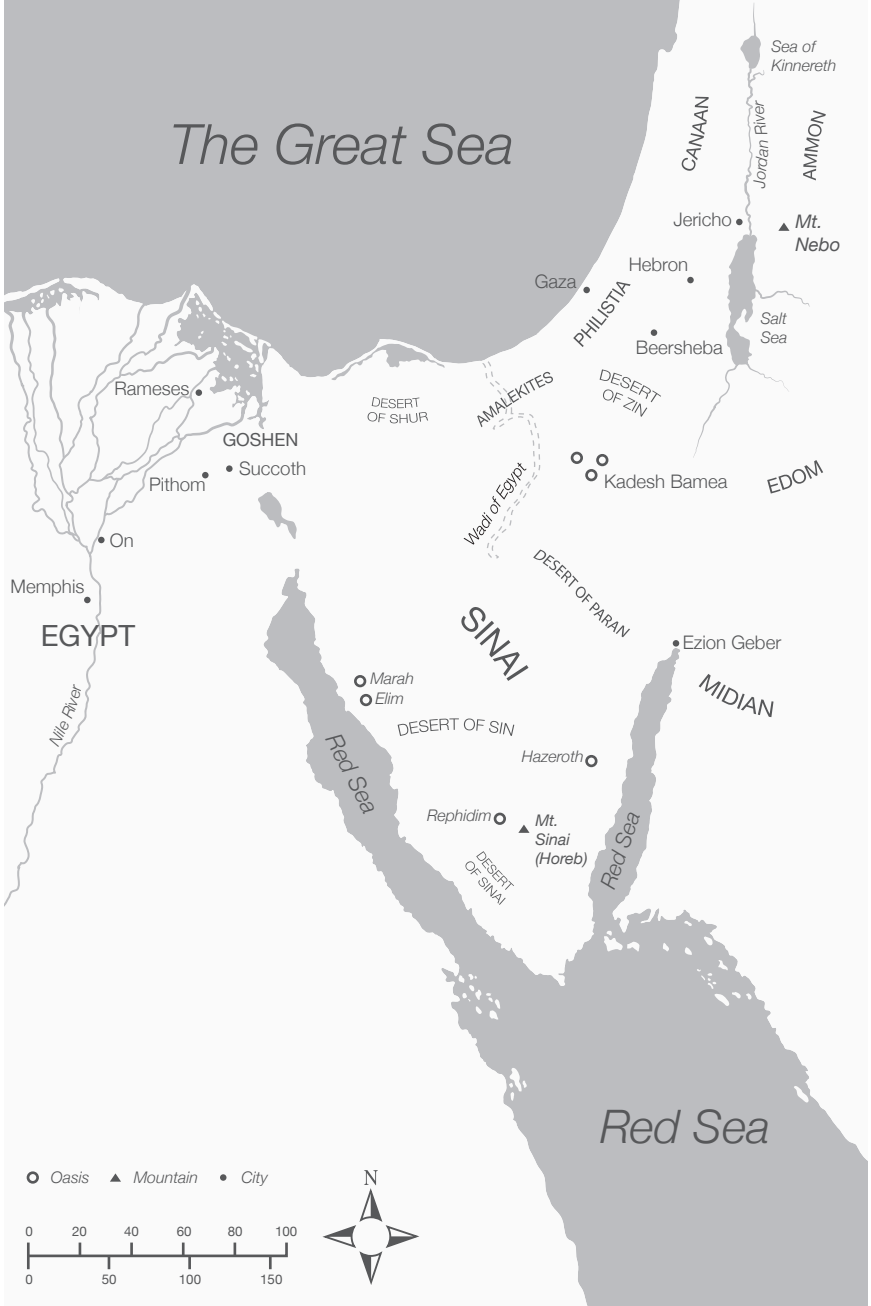 Sea of
Kinnereth
The Great Sea
CANAAN
Jordan River
AMMON
Jericho
Mt.
Nebo
Hebron
Gaza
PHILISTIA
Salt
Sea
Beersheba
Rameses
DESERT
OF SHUR
AMALEKITES
DESERT
OF ZIN
GOSHEN
Succoth
Pithom
Kadesh Bamea
EDOM
Wadi of Egypt
On
DESERT OF PARAN
Memphis
EGYPT
SINAI
Ezion Geber
MIDIAN
Nile River
Marah
Elim
DESERT OF SIN
Red Sea
Hazeroth
Rephidim
Mt.
Sinai
(Horeb)
Red Sea
DESERT
OF SINAI
Red Sea
Oasis Mountain City
N
0 20 40 60 80 100
0 50 100 150